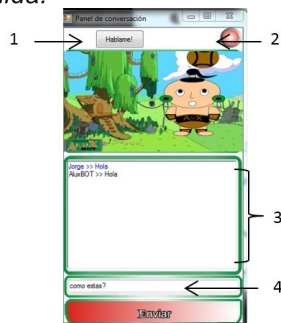 Panel de conversación
1
Hablame!
2
Jorge >> Hola
AluxBOT >> Hola
3
como estas?
4
Enviar